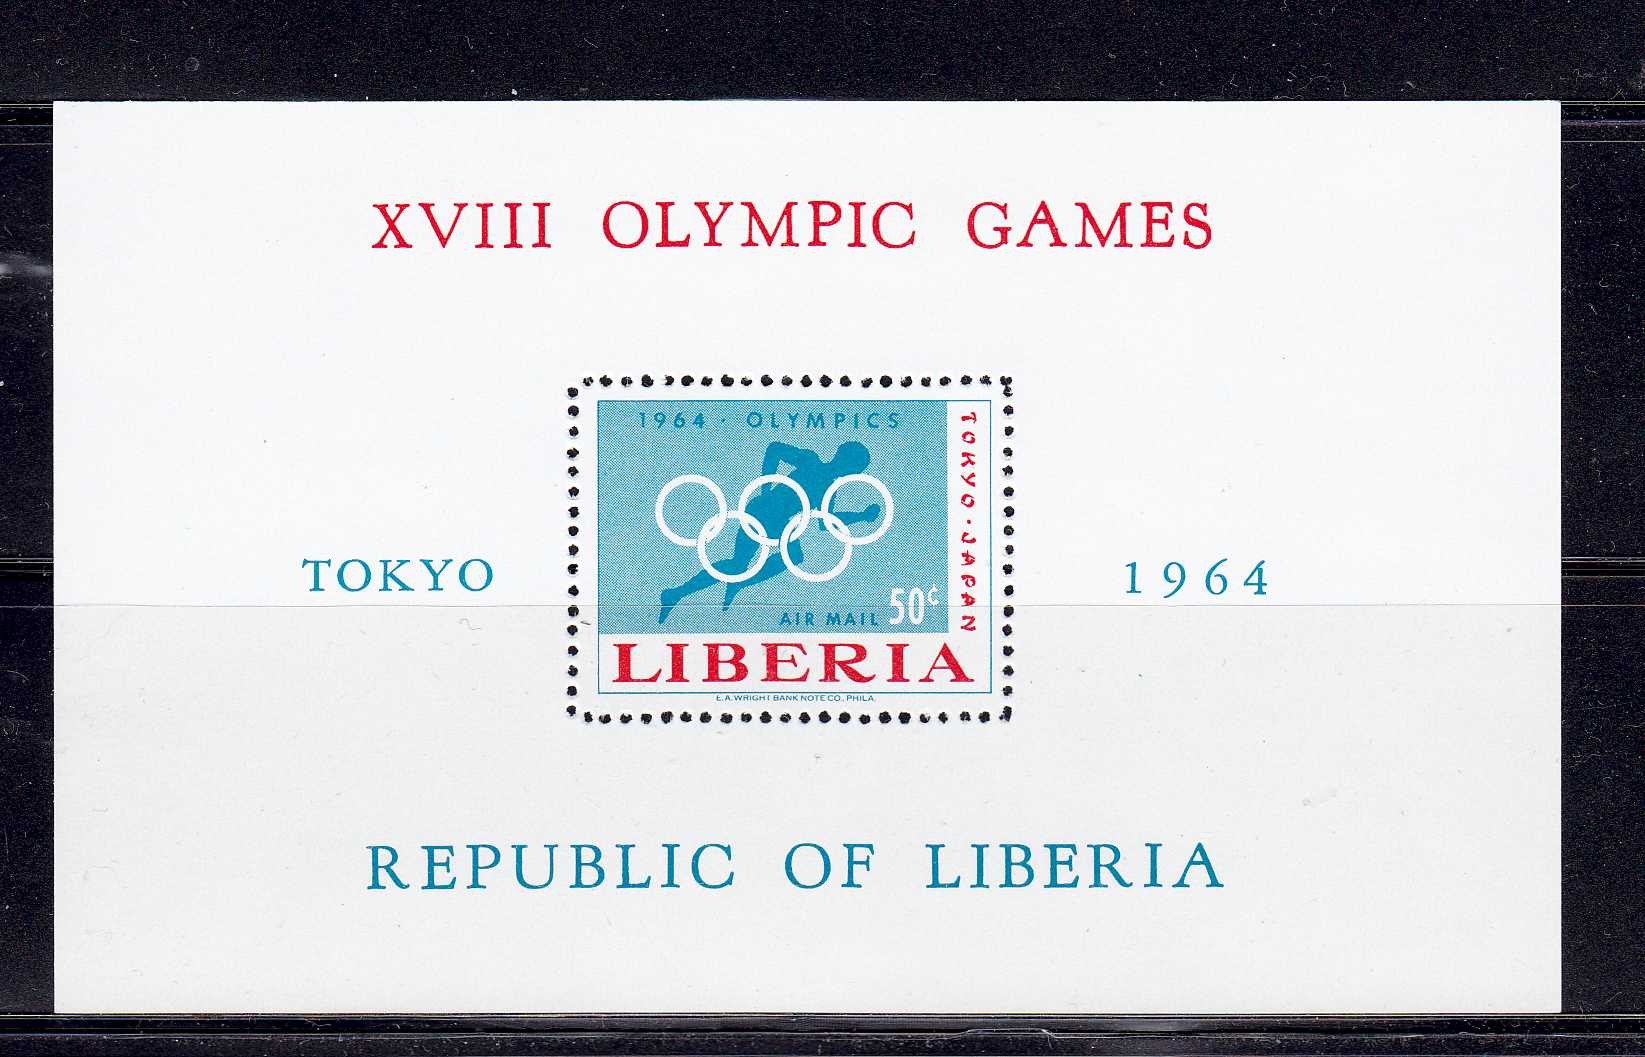 XVIII OLYMPIC GAMES
1964 · OLYMPICS
TOKYO · JAPAN
TOKYO
1964
AIR MAIL 50¢
LIBERIA
E.A. WRIGHT BANK NOTE CO., PHILA.
REPUBLIC OF LIBERIA